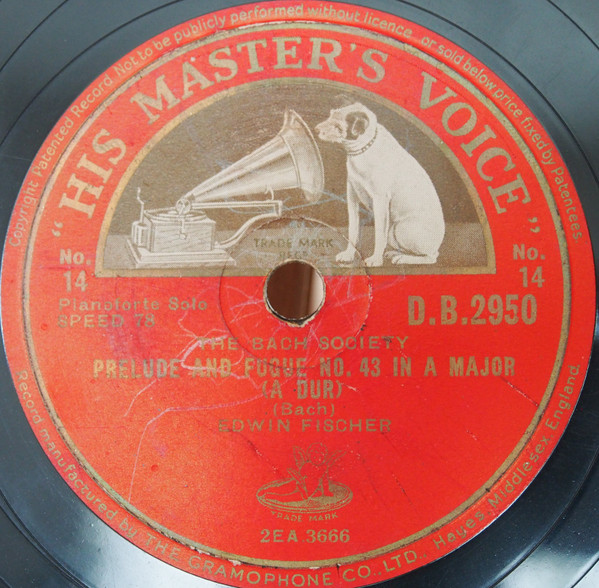 Copyright Patented Record. Not to be publicly performed without licence, or sold below price fixed by Patentees.
"HIS MASTER'S VOICE"
TRADE MARK
REGD
No. 14
No. 14
Pianoforte Solo
SPEED 78
D.B.2950
THE BACH SOCIETY
PRELUDE AND FUGUE NO. 43 IN A MAJOR
(A DUR)
(Bach)
EDWIN FISCHER
TRADE MARK
2EA 3666
Record manufactured by THE GRAMOPHONE CO., LTD., Hayes, Middlesex, England.